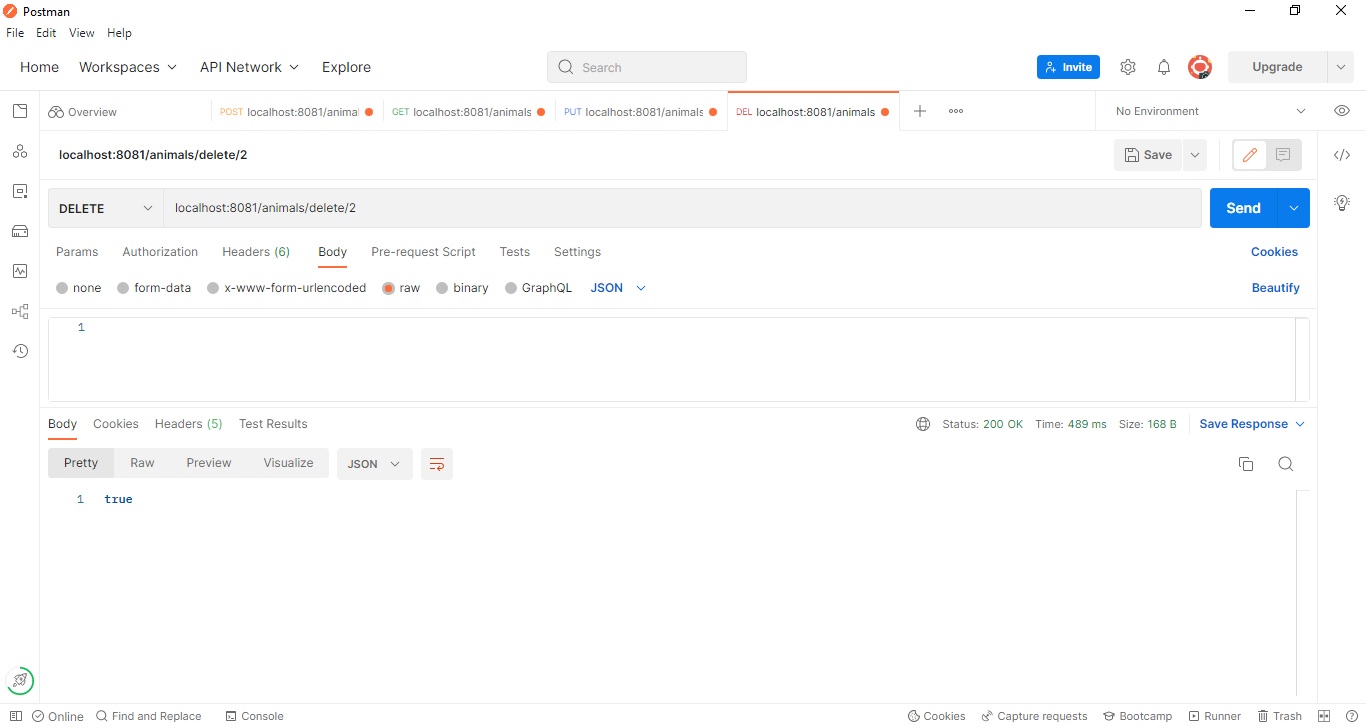 Postman
File Edit View Help
Home Workspaces API Network Explore Search Invite Upgrade
Overview POST localhost:8081/animal GET localhost:8081/animals PUT localhost:8081/animals DEL localhost:8081/animals No Environment
localhost:8081/animals/delete/2 Save
DELETE localhost:8081/animals/delete/2 Send
Params Authorization Headers (6) Body Pre-request Script Tests Settings Cookies
none form-data x-www-form-urlencoded raw binary GraphQL JSON Beautify
1
Body Cookies Headers (5) Test Results Status: 200 OK Time: 489 ms Size: 168 B Save Response
Pretty Raw Preview Visualize JSON
1 true
Online Find and Replace Console Cookies Capture requests Bootcamp Runner Trash